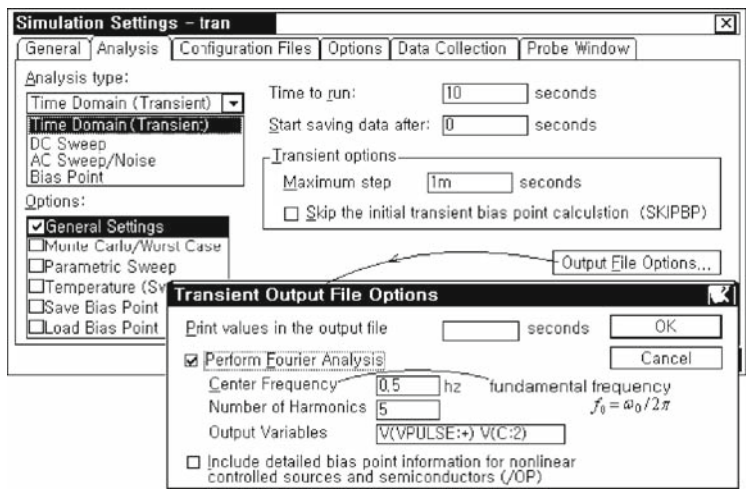 Simulation Settings - tran
General Analysis Configuration Files Options Data Collection Probe Window
Analysis type:
Time Domain (Transient)
Time Domain (Transient)
DC Sweep
AC Sweep/Noise
Bias Point
Options:
General Settings
Monte Carlo/Worst Case
Parametric Sweep
Temperature (Sw
Save Bias Point
Load Bias Point
Time to run: 10 seconds
Start saving data after: 0 seconds
Transient options
Maximum step 1m seconds
Skip the initial transient bias point calculstion (SKIPBP)
Output File Options...
Transient Output File Options
Print values in the output file seconds OK
Perform Fourier Analysis Cancel
Center Frequency 0.5 hz fundamental frequency
Number of Harmonics 5 f₀ = ω₀/2π
Output Variables V(VPULSE:+) V(C:2)
Include detailed bias point information for nonlinear
controlled sources and semiconductors (/OP)